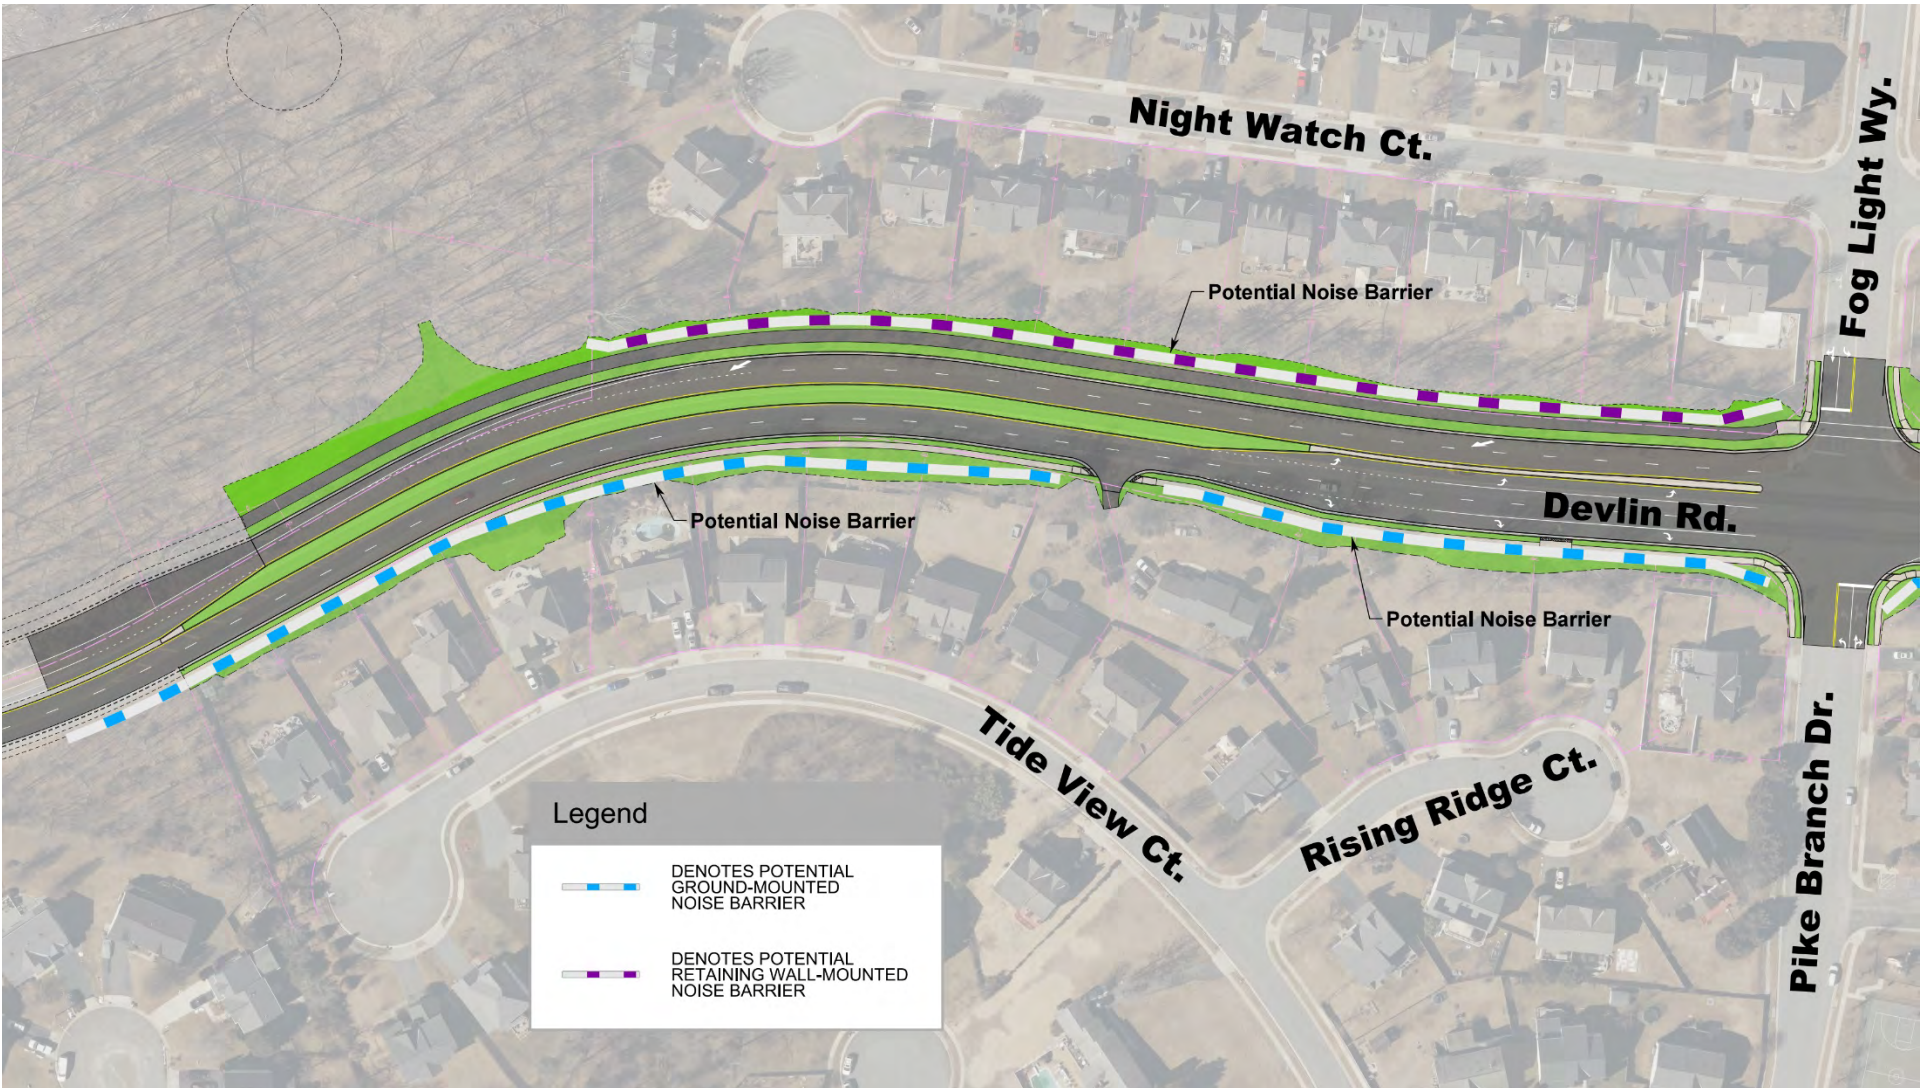 Night Watch Ct.
Fog Light Wy.
Potential Noise Barrier
Potential Noise Barrier
Devlin Rd.
Potential Noise Barrier
Tide View Ct.
Rising Ridge Ct.
Pike Branch Dr.
Legend
DENOTES POTENTIAL
GROUND-MOUNTED
NOISE BARRIER
DENOTES POTENTIAL
RETAINING WALL-MOUNTED
NOISE BARRIER